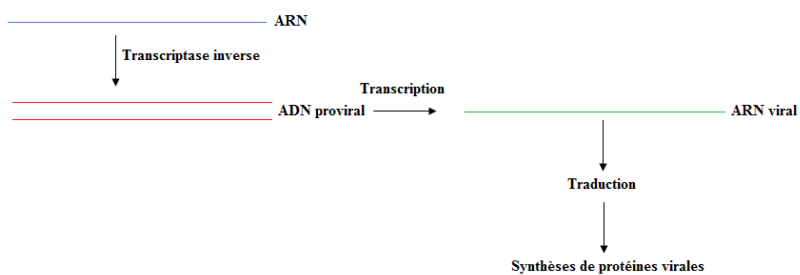 ARN
Transcriptase inverse
Transcription
ADN proviral
ARN viral
Traduction
Synthèses de protéines virales